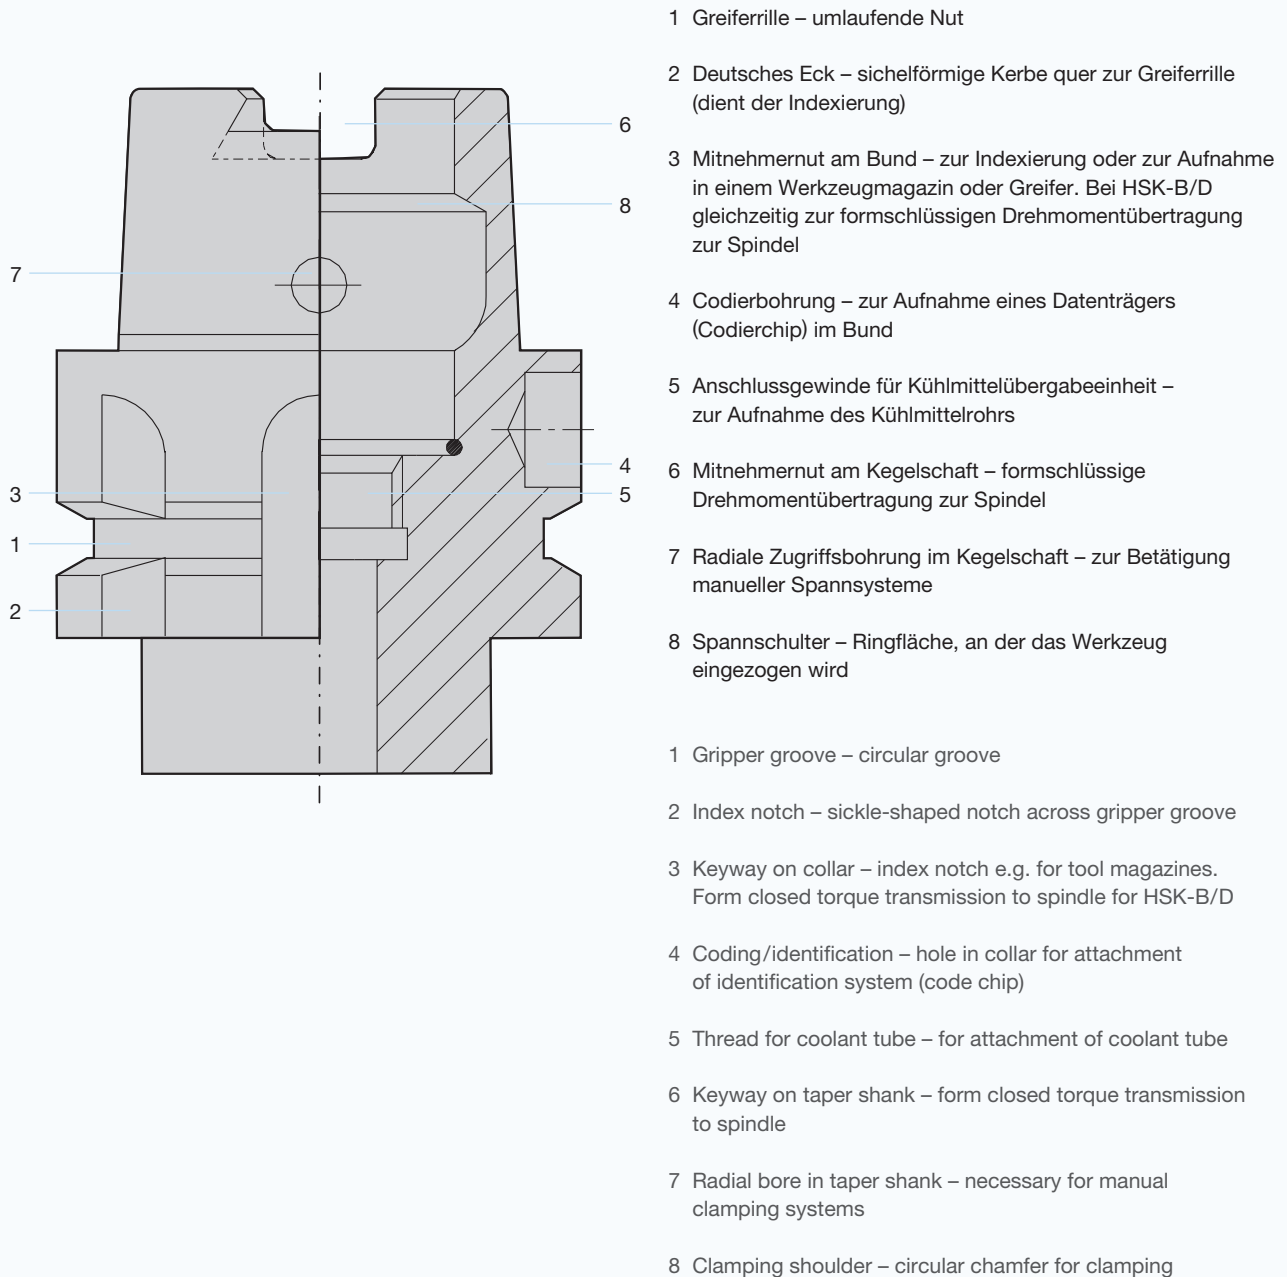 1 Greiferrille – umlaufende Nut
2 Deutsches Eck – sichelförmige Kerbe quer zur Greiferrille
(dient der Indexierung)
3 Mitnehmernut am Bund – zur Indexierung oder zur Aufnahme
in einem Werkzeugmagazin oder Greifer. Bei HSK-B/D
gleichzeitig zur formschlüssigen Drehmomentübertragung
zur Spindel
4 Codierbohrung – zur Aufnahme eines Datenträgers
(Codierchip) im Bund
5 Anschlussgewinde für Kühlmittelübergabeeinheit –
zur Aufnahme des Kühlmittelrohrs
6 Mitnehmernut am Kegelschaft – formschlüssige
Drehmomentübertragung zur Spindel
7 Radiale Zugriffsbohrung im Kegelschaft – zur Betätigung
manueller Spannsysteme
8 Spannschulter – Ringfläche, an der das Werkzeug
eingezogen wird
1 Gripper groove – circular groove
2 Index notch – sickle-shaped notch across gripper groove
3 Keyway on collar – index notch e.g. for tool magazines.
Form closed torque transmission to spindle for HSK-B/D
4 Coding/identification – hole in collar for attachment
of identification system (code chip)
5 Thread for coolant tube – for attachment of coolant tube
6 Keyway on taper shank – form closed torque transmission
to spindle
7 Radial bore in taper shank – necessary for manual
clamping systems
8 Clamping shoulder – circular chamfer for clamping
6
8
7
4
3
5
1
2